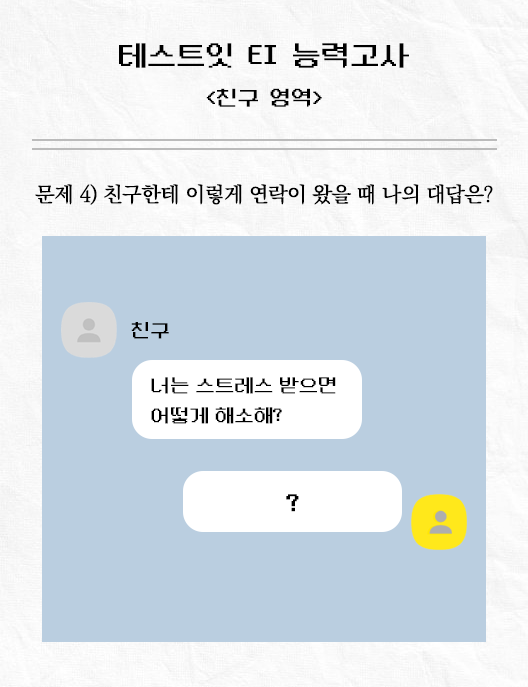 테스트잇 EI 능력고사
<친구 영역>
문제 4) 친구한테 이렇게 연락이 왔을 때 나의 대답은?
친구
너는 스트레스 받으면
어떻게 해소해?
?